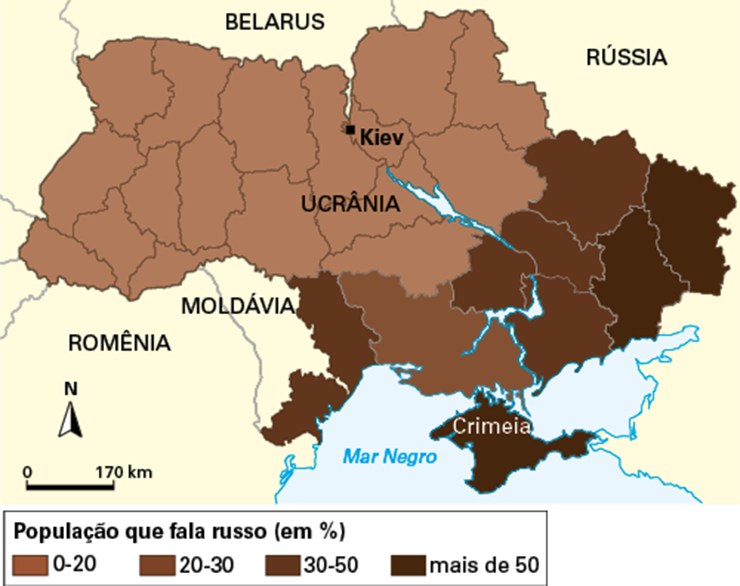 BELARUS
RÚSSIA
Kiev
UCRÂNIA
MOLDÁVIA
ROMÊNIA
N
Crimeia
Mar Negro
0 170 km
População que fala russo (em %)
0-20 20-30 30-50 mais de 50